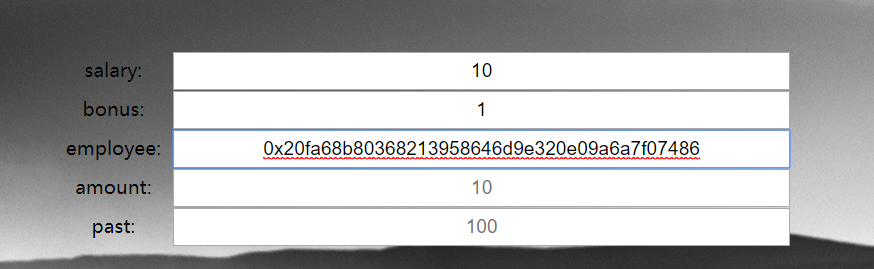 salary: 10
bonus: 1
employee: 0x20fa68b80368213958646d9e320e09a6a7f07486
amount: 10
past: 100